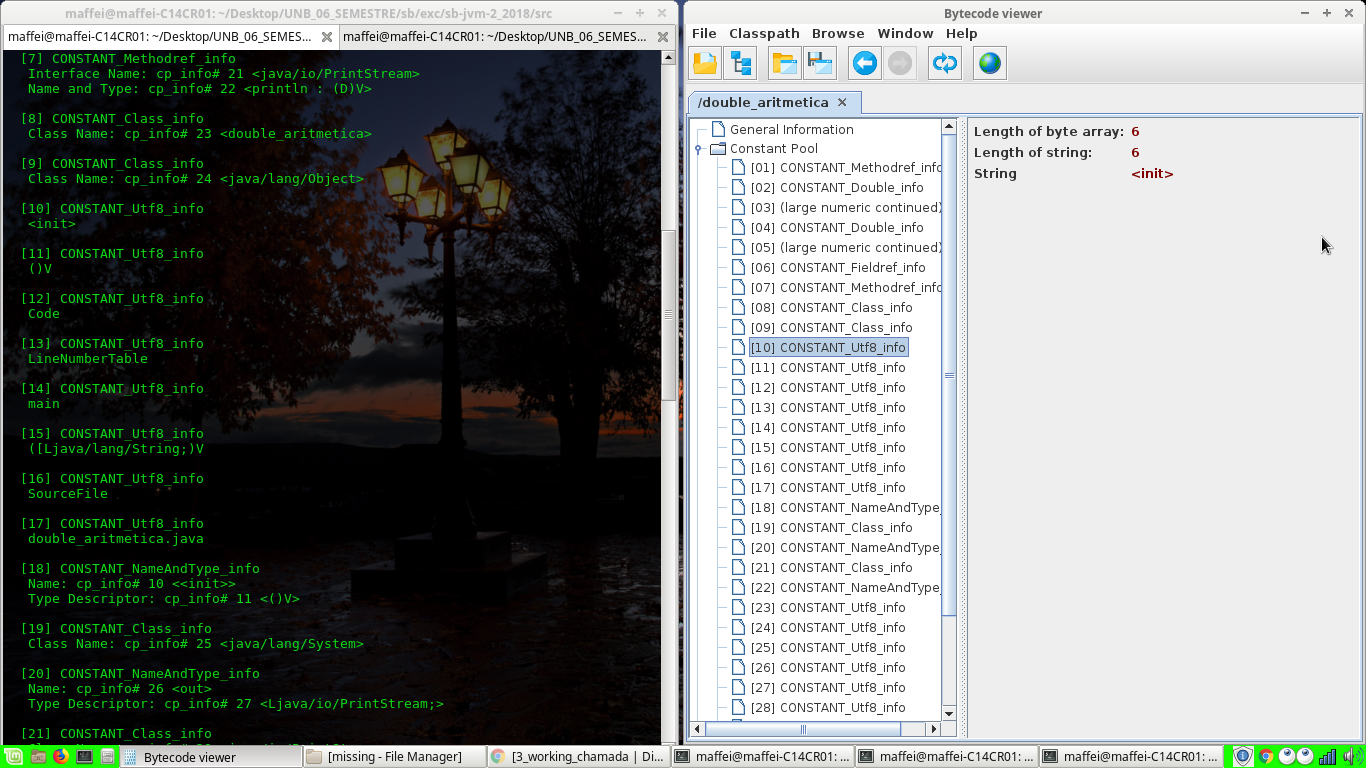 maffei@maffei-C14CR01: ~/Desktop/UNB_06_SEMESTRE/sb/exc/sb-jvm-2_2018/src
maffei@maffei-C14CR01: ~/Desktop/UNB_06_SEMES...
maffei@maffei-C14CR01: ~/Desktop/UNB_06_SEMES...
[7] CONSTANT_Methodref_info
Interface Name: cp_info# 21 <java/io/PrintStream>
Name and Type: cp_info# 22 <println : (D)V>
[8] CONSTANT_Class_info
Class Name: cp_info# 23 <double_aritmetica>
[9] CONSTANT_Class_info
Class Name: cp_info# 24 <java/lang/Object>
[10] CONSTANT_Utf8_info
<init>
[11] CONSTANT_Utf8_info
()V
[12] CONSTANT_Utf8_info
Code
[13] CONSTANT_Utf8_info
LineNumberTable
[14] CONSTANT_Utf8_info
main
[15] CONSTANT_Utf8_info
([Ljava/lang/String;)V
[16] CONSTANT_Utf8_info
SourceFile
[17] CONSTANT_Utf8_info
double_aritmetica.java
[18] CONSTANT_NameAndType_info
Name: cp_info# 10 <<init>>
Type Descriptor: cp_info# 11 <()V>
[19] CONSTANT_Class_info
Class Name: cp_info# 25 <java/lang/System>
[20] CONSTANT_NameAndType_info
Name: cp_info# 26 <out>
Type Descriptor: cp_info# 27 <Ljava/io/PrintStream;>
[21] CONSTANT_Class_info
Bytecode viewer
File Classpath Browse Window Help
/double_aritmetica
General Information
Constant Pool
[01] CONSTANT_Methodref_info
[02] CONSTANT_Double_info
[03] (large numeric continued)
[04] CONSTANT_Double_info
[05] (large numeric continued)
[06] CONSTANT_Fieldref_info
[07] CONSTANT_Methodref_info
[08] CONSTANT_Class_info
[09] CONSTANT_Class_info
[10] CONSTANT_Utf8_info
[11] CONSTANT_Utf8_info
[12] CONSTANT_Utf8_info
[13] CONSTANT_Utf8_info
[14] CONSTANT_Utf8_info
[15] CONSTANT_Utf8_info
[16] CONSTANT_Utf8_info
[17] CONSTANT_Utf8_info
[18] CONSTANT_NameAndType_
[19] CONSTANT_Class_info
[20] CONSTANT_NameAndType_
[21] CONSTANT_Class_info
[22] CONSTANT_NameAndType_
[23] CONSTANT_Utf8_info
[24] CONSTANT_Utf8_info
[25] CONSTANT_Utf8_info
[26] CONSTANT_Utf8_info
[27] CONSTANT_Utf8_info
[28] CONSTANT_Utf8_info
Length of byte array: 6
Length of string: 6
String <init>
Bytecode viewer
[missing - File Manager]
[3_working_chamada | Di...
maffei@maffei-C14CR01: ...
maffei@maffei-C14CR01: ...
maffei@maffei-C14CR01: ...